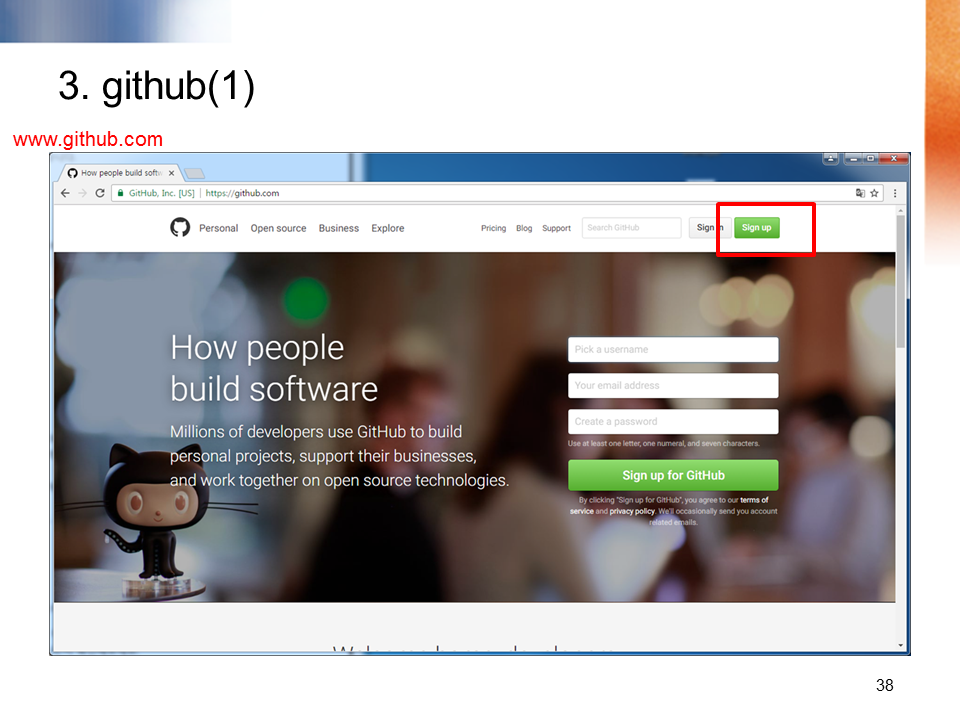 3. github(1)
www.github.com
How people build softw
GitHub, Inc. [US] | https://github.com
Personal Open source Business Explore Pricing Blog Support Search GitHub Sign in Sign up
How people
build software
Millions of developers use GitHub to build
personal projects, support their businesses,
and work together on open source technologies.
Pick a username
Your email address
Create a password
Use at least one letter, one numeral, and seven characters.
Sign up for GitHub
By clicking "Sign up for GitHub", you agree to our terms of
service and privacy policy. We'll occasionally send you account
related emails.
38